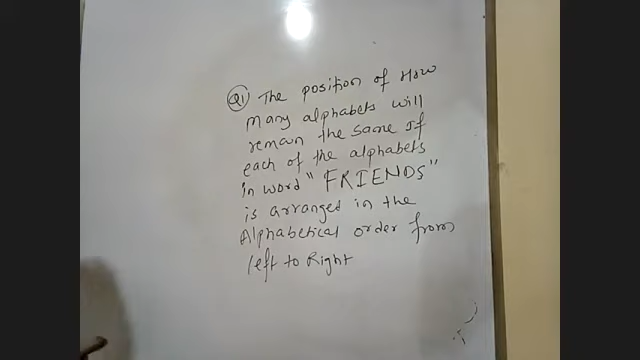 Q1 The position of How
many alphabets will
remain the same If
each of the alphabets
in word "FRIENDS"
is arranged in the
Alphabetical order from
left to Right